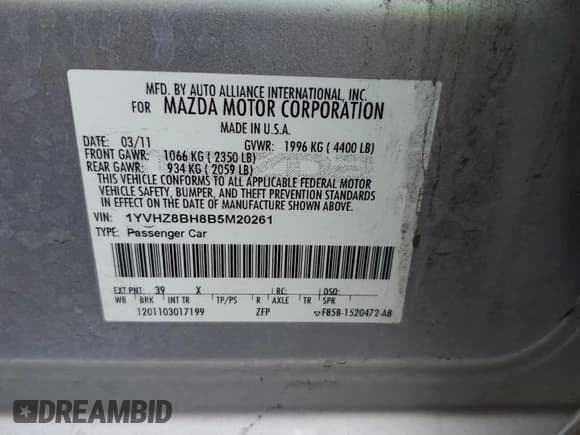 MFD. BY AUTO ALLIANCE INTERNATIONAL, INC.
FOR MAZDA MOTOR CORPORATION
MADE IN U.S.A.
DATE: 03/11 GVWR: 1996 KG ( 4400 LB)
FRONT GAWR: 1066 KG ( 2350 LB)
REAR GAWR: 934 KG ( 2059 LB)
THIS VEHICLE CONFORMS TO ALL APPLICABLE FEDERAL MOTOR
VEHICLE SAFETY, BUMPER, AND THEFT PREVENTION STANDARDS
IN EFFECT ON THE DATE OF MANUFACTURE SHOWN ABOVE.
VIN: 1YVHZ8BH8B5M20261
TYPE: Passenger Car
EXT PNT: 39 X RC: DSO:
WB BRK INT TR TP/PS R AXLE TR SPR
1201103017199 ZFP ▽FB5B-1520472-AB
DREAMBID